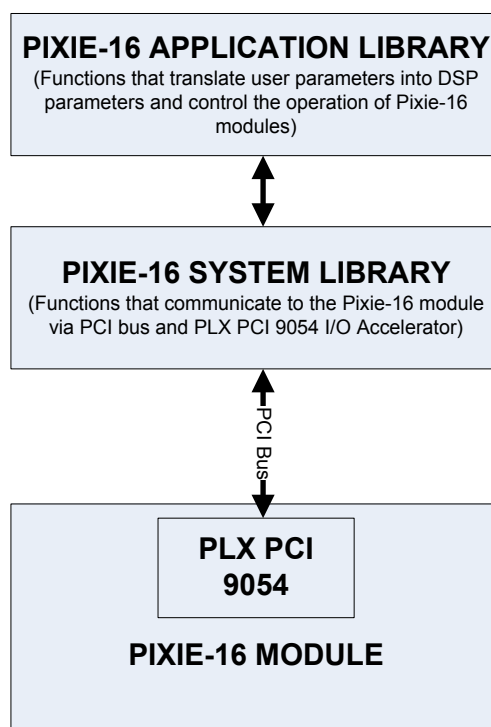 PIXIE-16 APPLICATION LIBRARY
(Functions that translate user parameters into DSP
parameters and control the operation of Pixie-16
modules)
PIXIE-16 SYSTEM LIBRARY
(Functions that communicate to the Pixie-16 module
via PCI bus and PLX PCI 9054 I/O Accelerator)
PCI Bus
PLX PCI
9054
PIXIE-16 MODULE